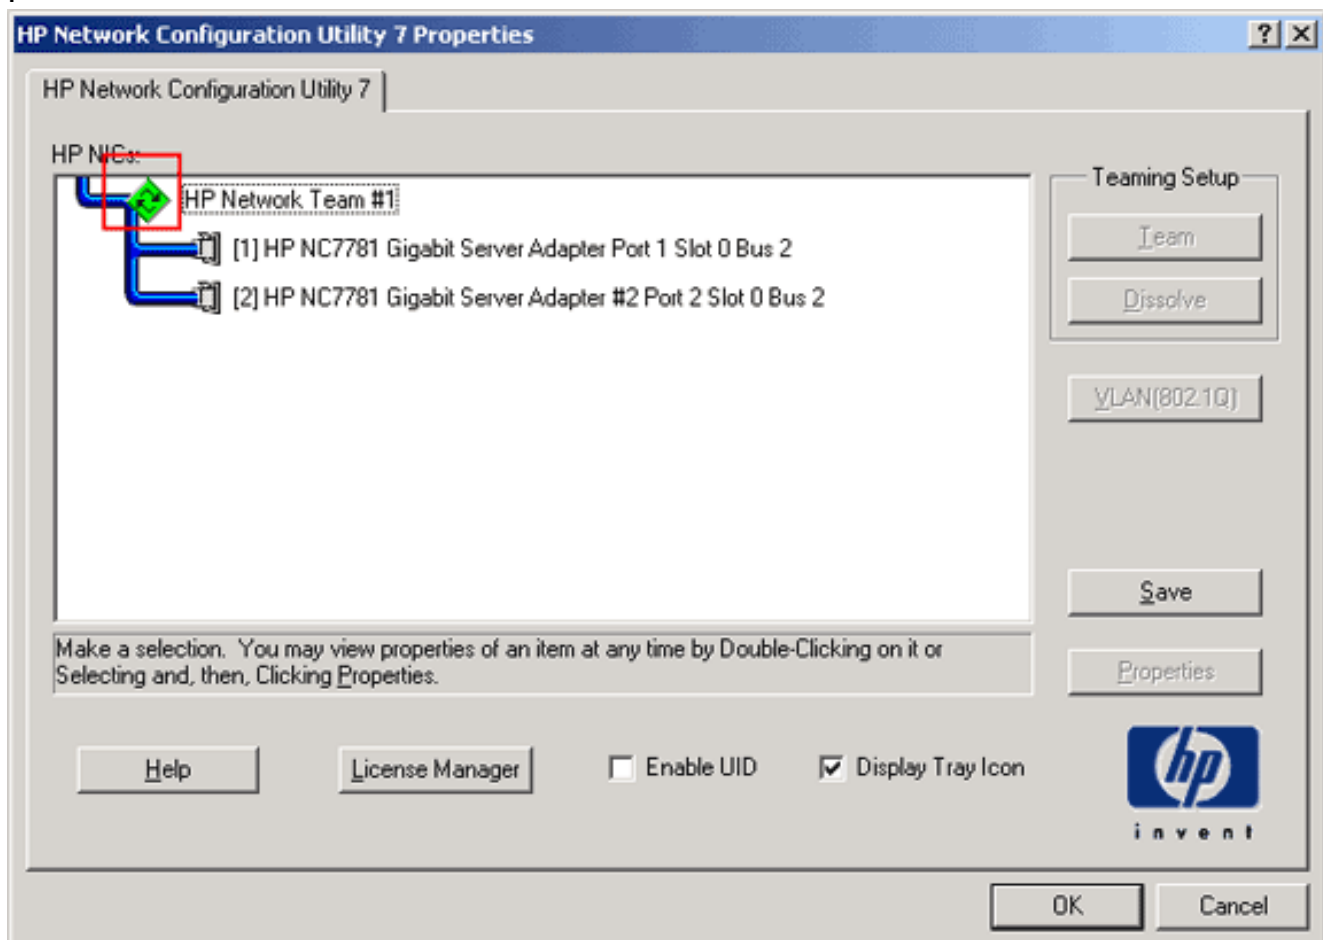 HP Network Configuration Utility 7 Properties
HP Network Configuration Utility 7
HP NICs:
HP Network Team #1
[1] HP NC7781 Gigabit Server Adapter Port 1 Slot 0 Bus 2
[2] HP NC7781 Gigabit Server Adapter #2 Port 2 Slot 0 Bus 2
Teaming Setup
Team
Dissolve
VLAN(802.1Q)
Save
Make a selection. You may view properties of an item at any time by Double-Clicking on it or
Selecting and, then, Clicking Properties.
Properties
Help
License Manager
Enable UID
Display Tray Icon
hp
invent
OK
Cancel